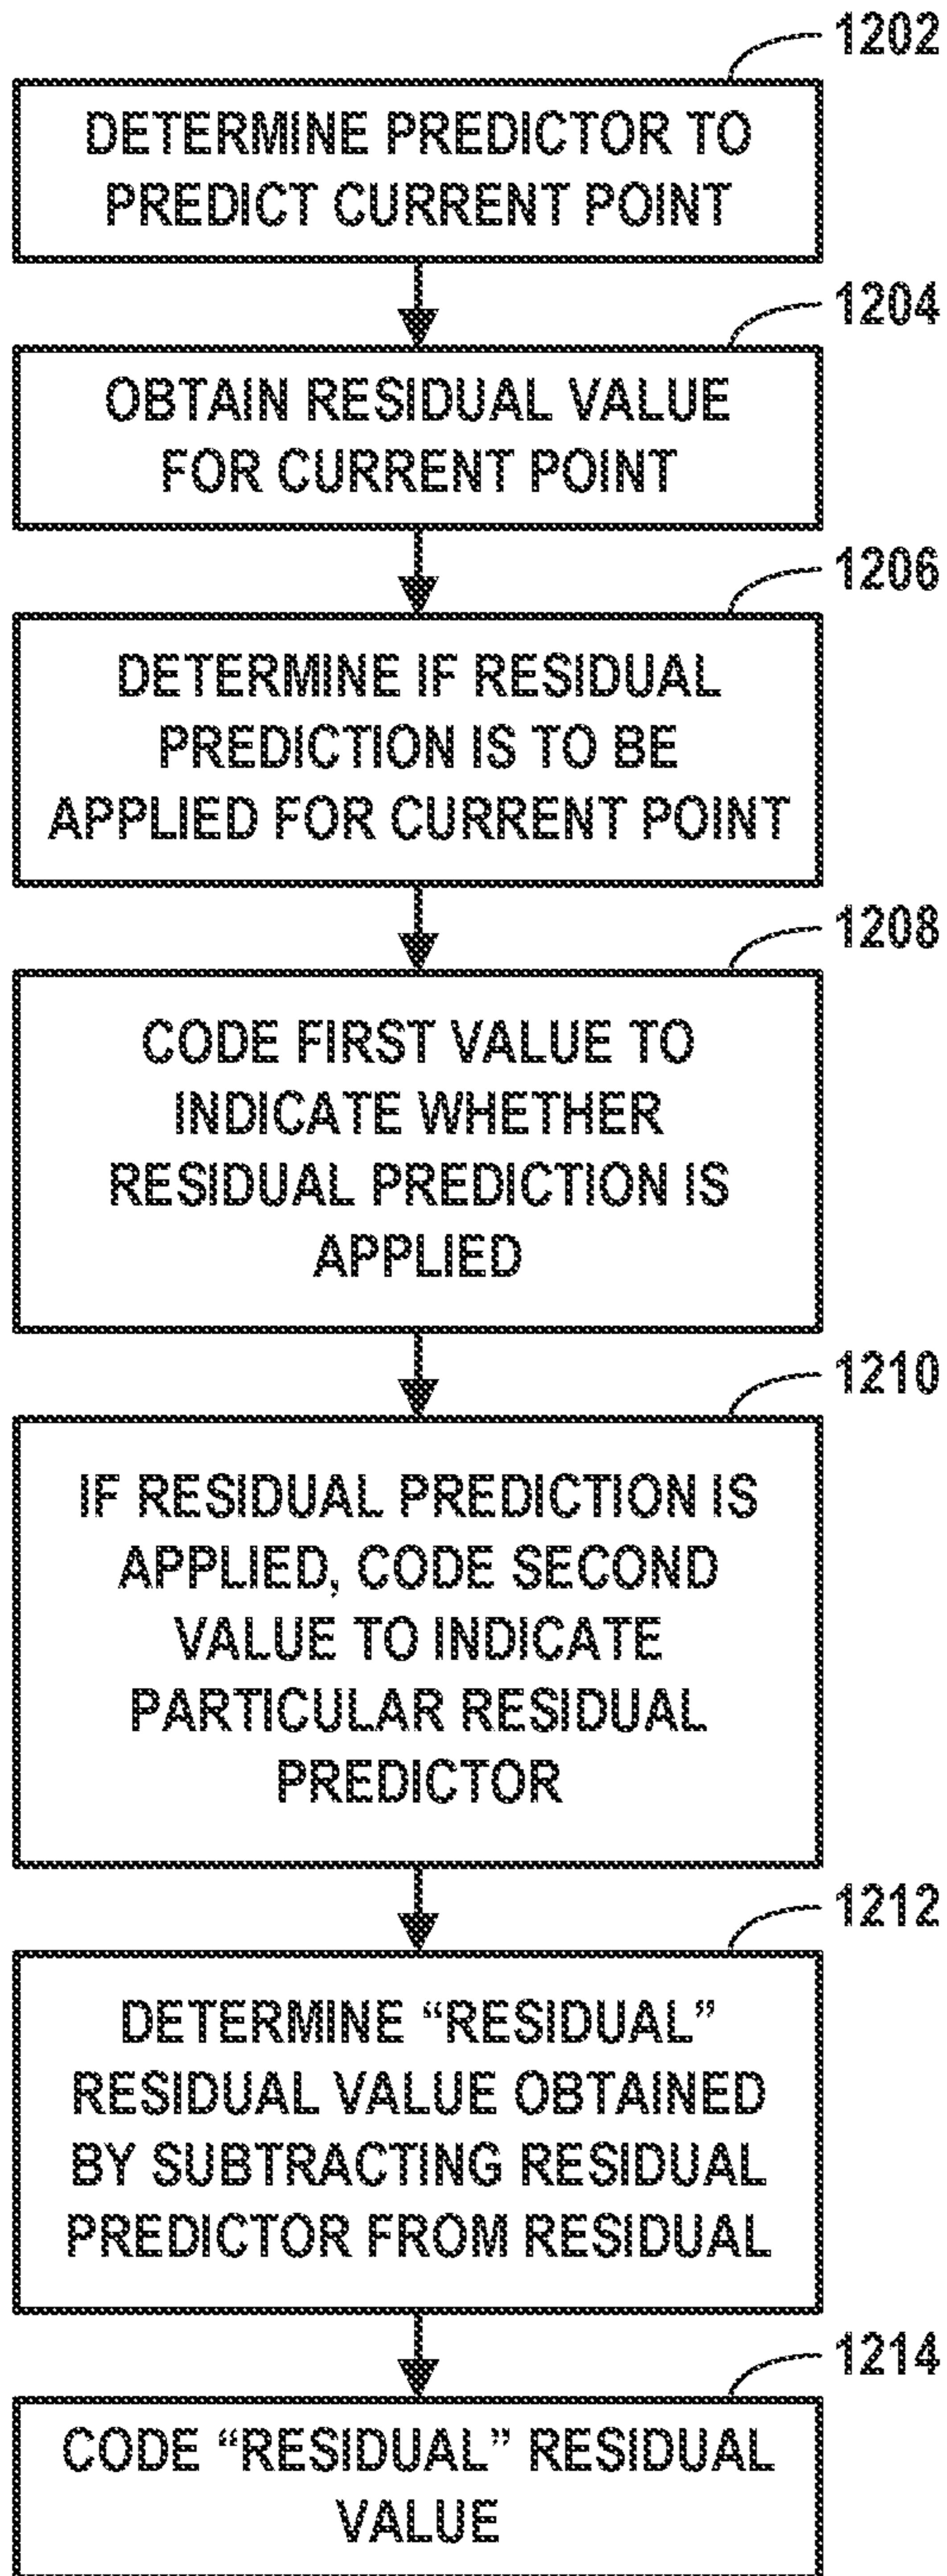 1202
DETERMINE PREDICTOR TO
PREDICT CURRENT POINT
1204
OBTAIN RESIDUAL VALUE
FOR CURRENT POINT
1206
DETERMINE IF RESIDUAL
PREDICTION IS TO BE
APPLIED FOR CURRENT POINT
1208
CODE FIRST VALUE TO
INDICATE WHETHER
RESIDUAL PREDICTION IS
APPLIED
1210
IF RESIDUAL PREDICTION IS
APPLIED, CODE SECOND
VALUE TO INDICATE
PARTICULAR RESIDUAL
PREDICTOR
1212
DETERMINE “RESIDUAL”
RESIDUAL VALUE OBTAINED
BY SUBTRACTING RESIDUAL
PREDICTOR FROM RESIDUAL
1214
CODE “RESIDUAL” RESIDUAL
VALUE